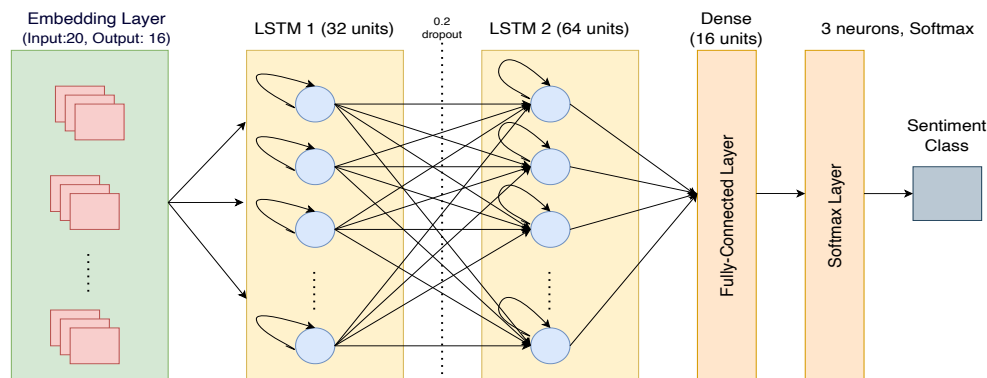 Embedding Layer
(Input:20, Output: 16)
LSTM 1 (32 units)
0.2
dropout
LSTM 2 (64 units)
Dense
(16 units)
3 neurons, Softmax
Fully-Connected Layer
Softmax Layer
Sentiment
Class